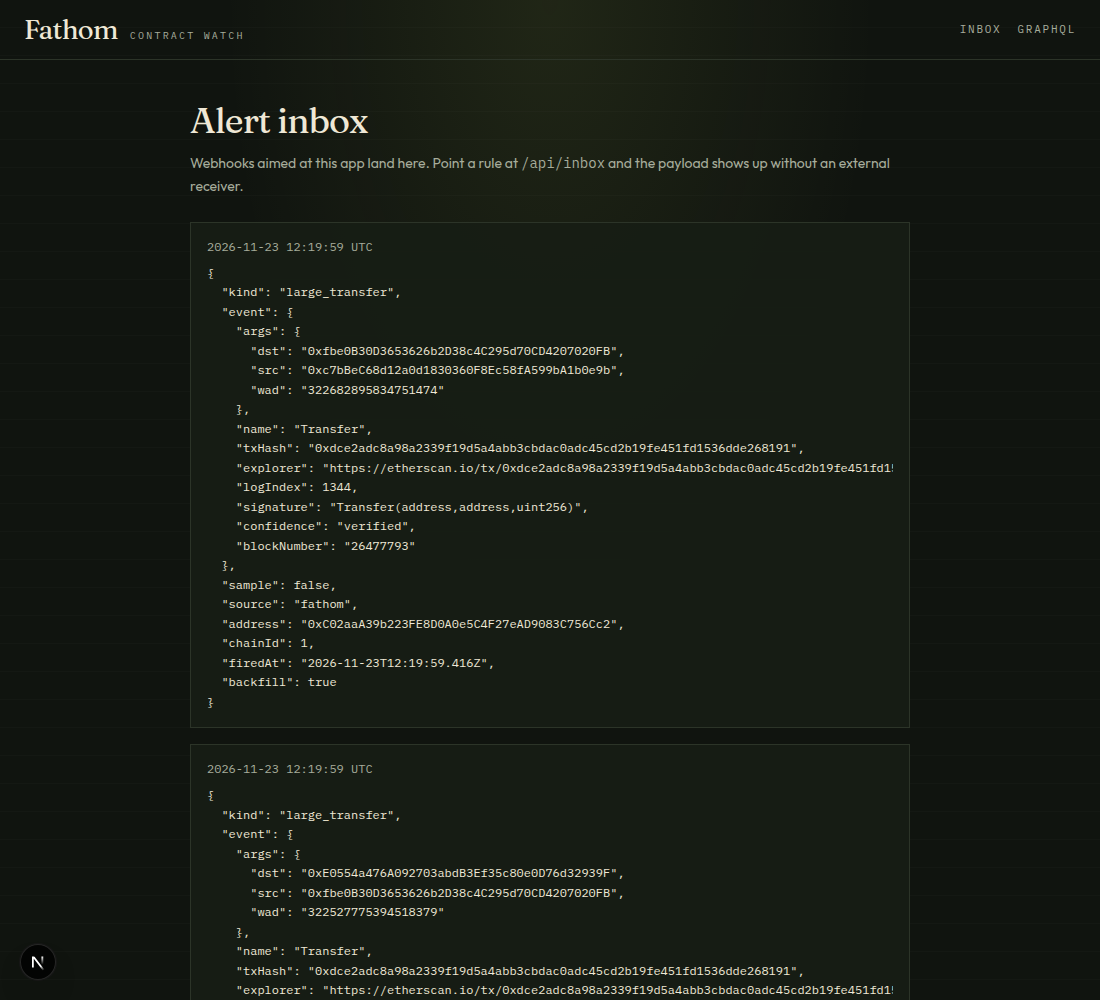 Fathom CONTRACT WATCH
INBOX GRAPHQL
Alert inbox
Webhooks aimed at this app land here. Point a rule at /api/inbox and the payload shows up without an external
receiver.
2026-11-23 12:19:59 UTC
{
"kind": "large_transfer",
"event": {
"args": {
"dst": "0xfbe0B30D3653626b2D38c4C295d70CD4207020FB",
"src": "0xc7bBeC68d12a0d1830360F8Ec58fA599bA1b0e9b",
"wad": "322682895834751474"
},
"name": "Transfer",
"txHash": "0xdce2adc8a98a2339f19d5a4abb3cbdac0adc45cd2b19fe451fd1536dde268191",
"explorer": "https://etherscan.io/tx/0xdce2adc8a98a2339f19d5a4abb3cbdac0adc45cd2b19fe451fd1
"logIndex": 1344,
"signature": "Transfer(address,address,uint256)",
"confidence": "verified",
"blockNumber": "26477793"
},
"sample": false,
"source": "fathom",
"address": "0xC02aaA39b223FE8D0A0e5C4F27eAD9083C756Cc2",
"chainId": 1,
"firedAt": "2026-11-23T12:19:59.416Z",
"backfill": true
}
2026-11-23 12:19:59 UTC
{
"kind": "large_transfer",
"event": {
"args": {
"dst": "0xE0554a476A092703abdB3Ef35c80e0D76d32939F",
"src": "0xfbe0B30D3653626b2D38c4C295d70CD4207020FB",
"wad": "322527775394518379"
},
"name": "Transfer",
"txHash": "0xdce2adc8a98a2339f19d5a4abb3cbdac0adc45cd2b19fe451fd1536dde268191",
"explorer": "https://etherscan.io/tx/0xdce2adc8a98a2339f19d5a4abb3cbdac0adc45cd2b19fe451fd1
N